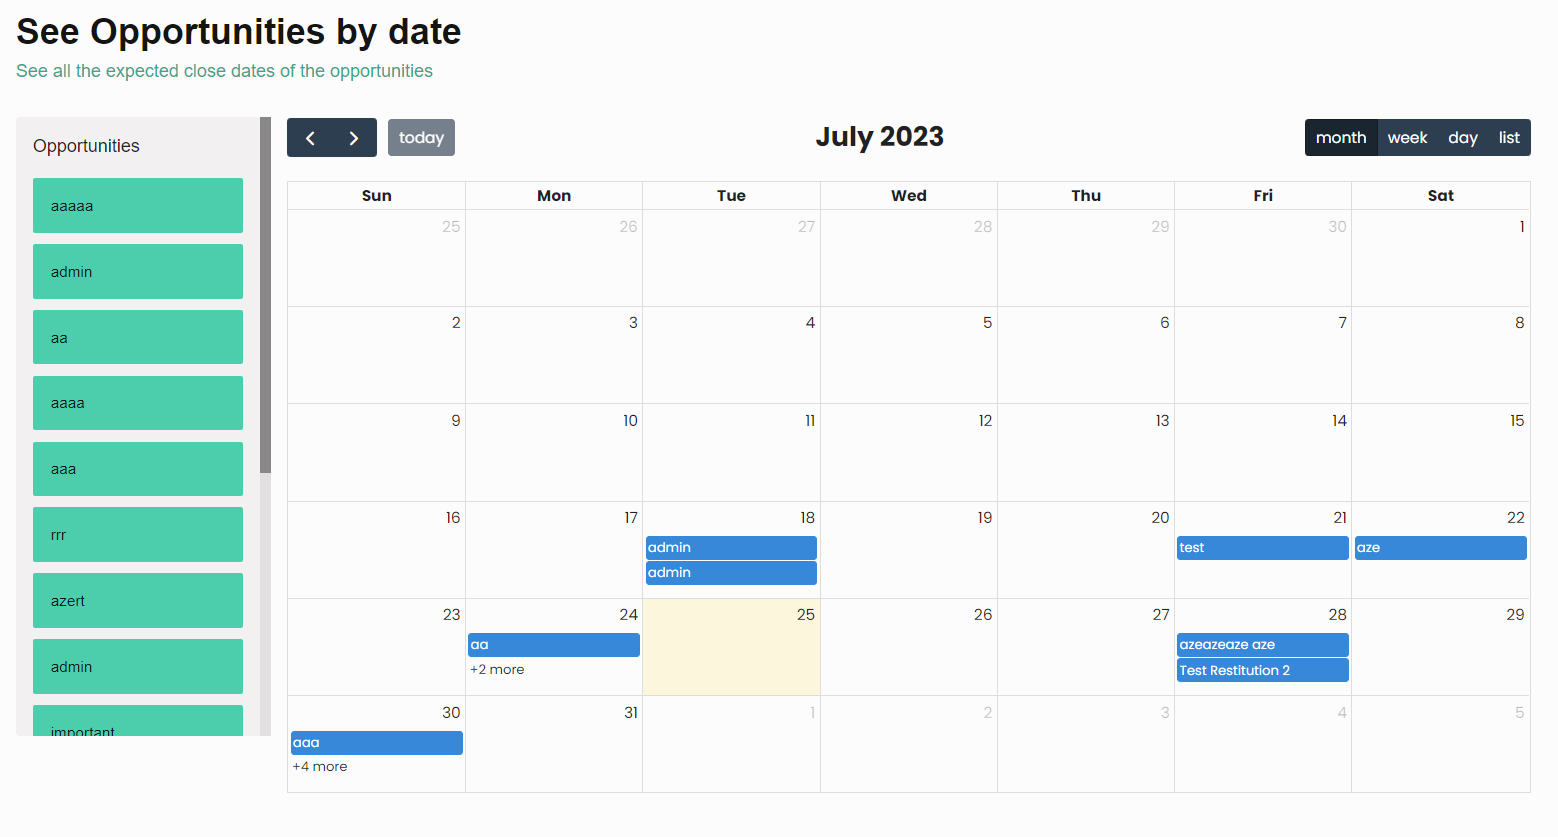 See Opportunities by date
See all the expected close dates of the opportunities
Opportunities
aaaaa
admin
aa
aaaa
aaa
rrr
azert
admin
important
today
July 2023
month week day list
Sun Mon Tue Wed Thu Fri Sat
25 26 27 28 29 30 1
2 3 4 5 6 7 8
9 10 11 12 13 14 15
16 17 18 19 20 21 22
admin test aze
admin
23 24 25 26 27 28 29
aa azeazeaze aze
+2 more Test Restitution 2
30 31 1 2 3 4 5
aaa
+4 more